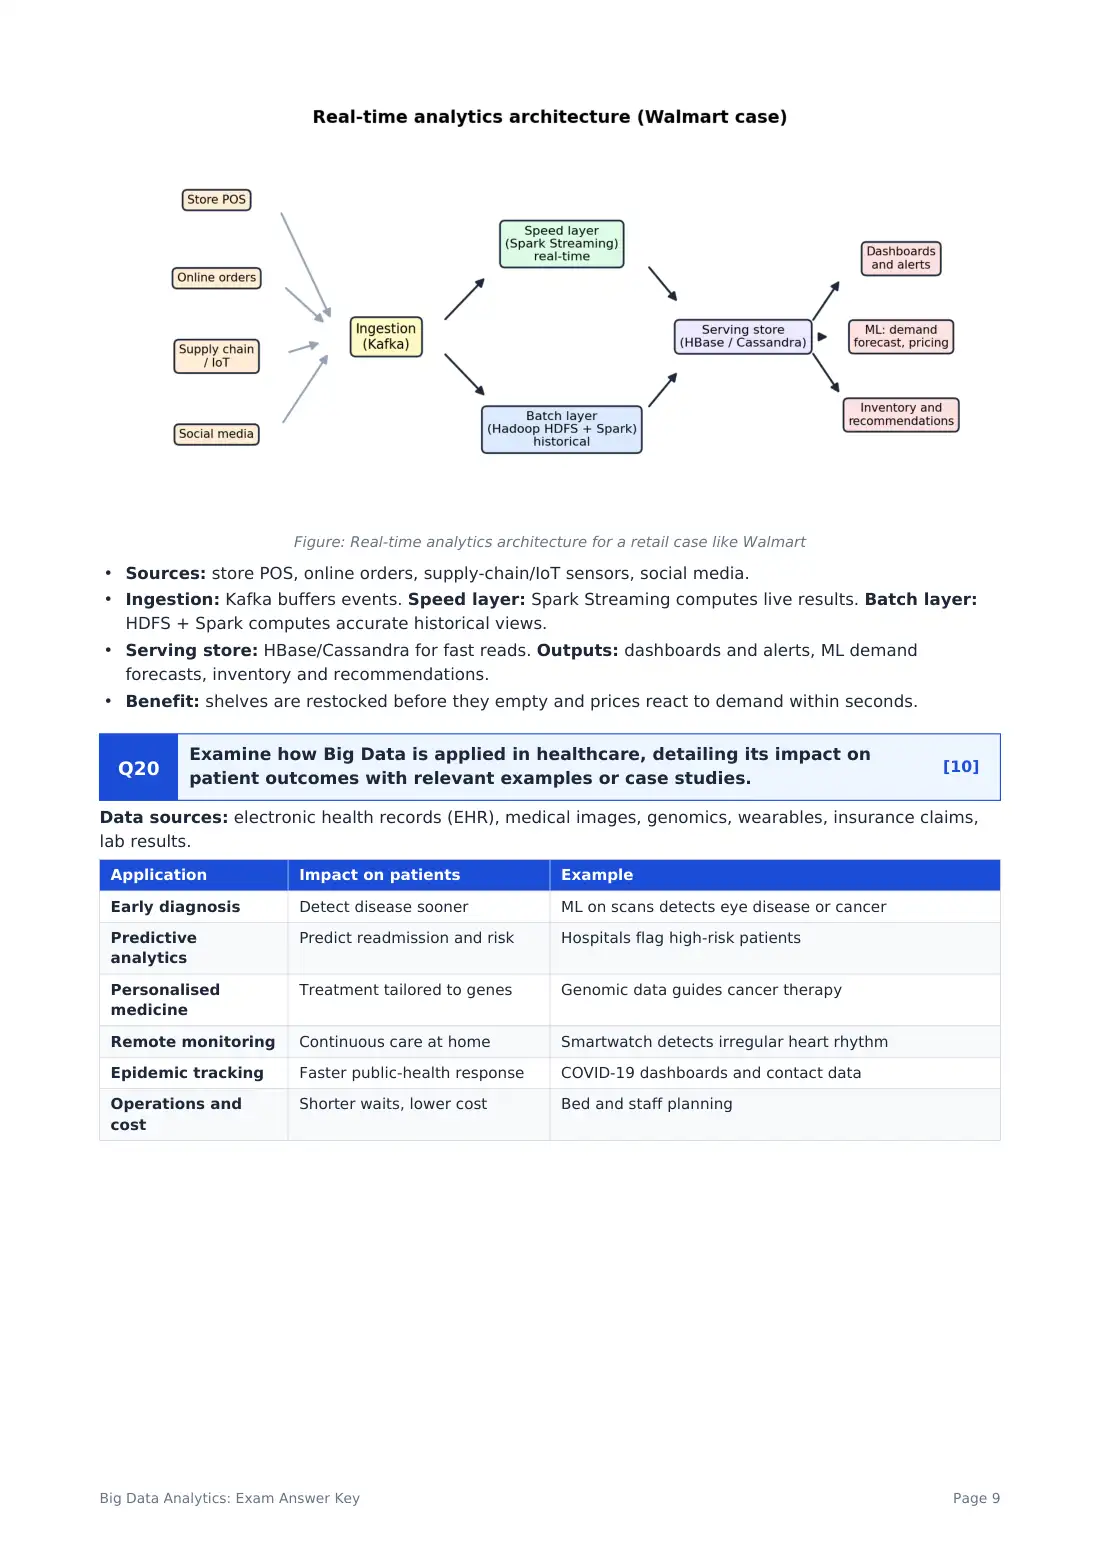 Real-time analytics architecture (Walmart case)
Store POS
Online orders
Supply chain
/ IoT
Social media
Ingestion
(Kafka)
Speed layer
(Spark Streaming)
real-time
Batch layer
(Hadoop HDFS + Spark)
historical
Serving store
(HBase / Cassandra)
Dashboards
and alerts
ML: demand
forecast, pricing
Inventory and
recommendations
Figure: Real-time analytics architecture for a retail case like Walmart
• Sources: store POS, online orders, supply-chain/IoT sensors, social media.
• Ingestion: Kafka buffers events. Speed layer: Spark Streaming computes live results. Batch layer:
HDFS + Spark computes accurate historical views.
• Serving store: HBase/Cassandra for fast reads. Outputs: dashboards and alerts, ML demand
forecasts, inventory and recommendations.
• Benefit: shelves are restocked before they empty and prices react to demand within seconds.
Q20 Examine how Big Data is applied in healthcare, detailing its impact on [10]
patient outcomes with relevant examples or case studies.
Data sources: electronic health records (EHR), medical images, genomics, wearables, insurance claims,
lab results.
Application Impact on patients Example
Early diagnosis Detect disease sooner ML on scans detects eye disease or cancer
Predictive Predict readmission and risk Hospitals flag high-risk patients
analytics
Personalised Treatment tailored to genes Genomic data guides cancer therapy
medicine
Remote monitoring Continuous care at home Smartwatch detects irregular heart rhythm
Epidemic tracking Faster public-health response COVID-19 dashboards and contact data
Operations and Shorter waits, lower cost Bed and staff planning
cost
Big Data Analytics: Exam Answer Key Page 9